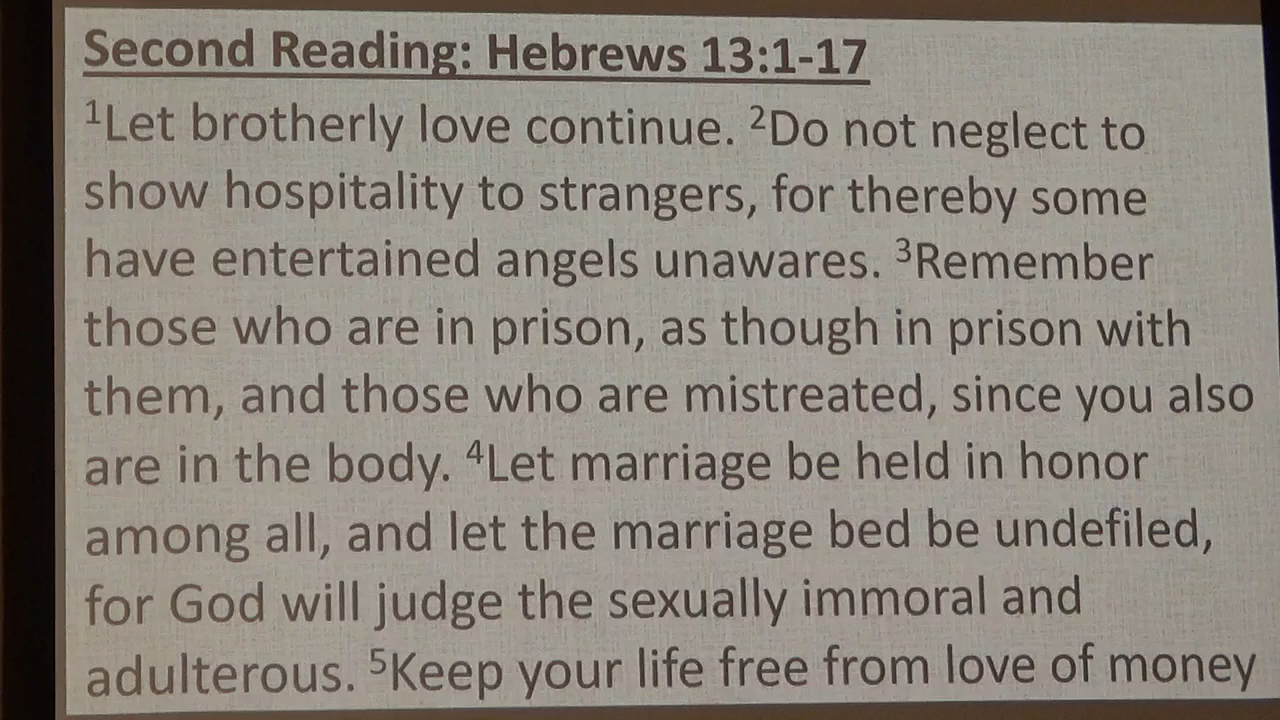 Second Reading: Hebrews 13:1-17
¹Let brotherly love continue. ²Do not neglect to
show hospitality to strangers, for thereby some
have entertained angels unawares. ³Remember
those who are in prison, as though in prison with
them, and those who are mistreated, since you also
are in the body. ⁴Let marriage be held in honor
among all, and let the marriage bed be undefiled,
for God will judge the sexually immoral and
adulterous. ⁵Keep your life free from love of money